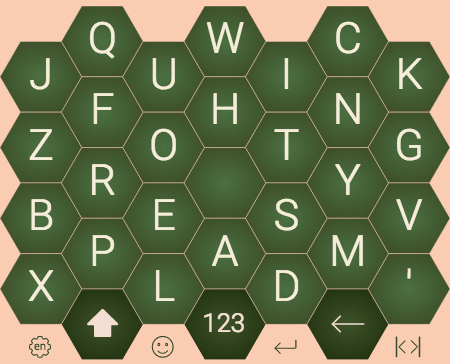 Q W C
J U I K
F H N
Z O T G
R Y
B E S V
P A M
X L D '
123
en